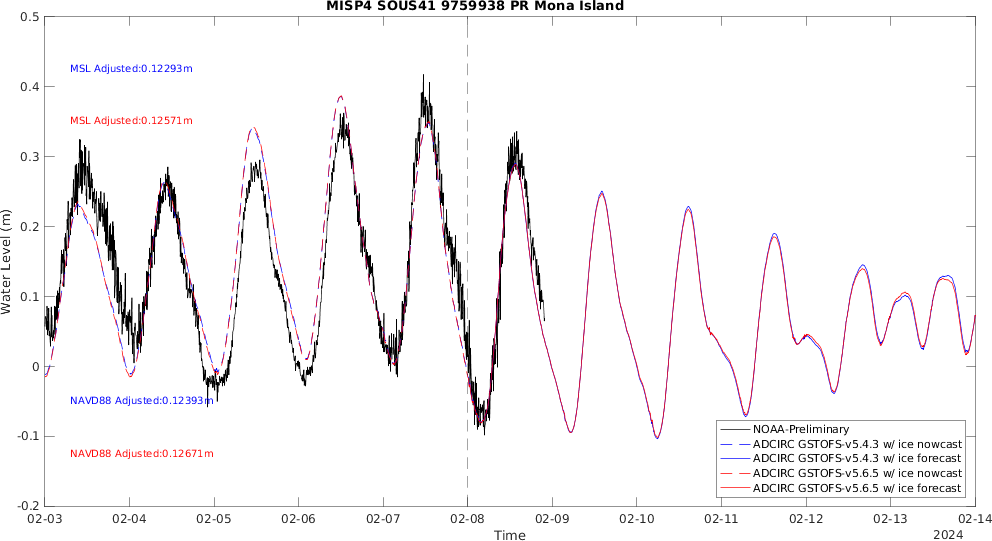 MISP4 SOUS41 9759938 PR Mona Island
0.5
0.4
0.3
0.2
0.1
0
-0.1
-0.2
Water Level (m)
MSL Adjusted:0.12293m
MSL Adjusted:0.12571m
NAVD88 Adjusted:0.12393m
NAVD88 Adjusted:0.12671m
NOAA-Preliminary
ADCIRC GSTOFS-v5.4.3 w/ ice nowcast
ADCIRC GSTOFS-v5.4.3 w/ ice forecast
ADCIRC GSTOFS-v5.6.5 w/ ice nowcast
ADCIRC GSTOFS-v5.6.5 w/ ice forecast
02-03 02-04 02-05 02-06 02-07 02-08 02-09 02-10 02-11 02-12 02-13 02-14
Time
2024